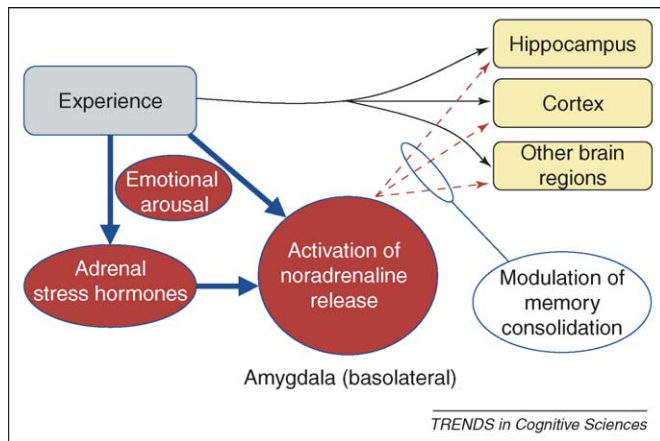 Hippocampus
Experience
Cortex
Emotional
arousal
Other brain
regions
Adrenal
stress hormones
Activation of
noradrenaline
release
Modulation of
memory
consolidation
Amygdala (basolateral)
TRENDS in Cognitive Sciences